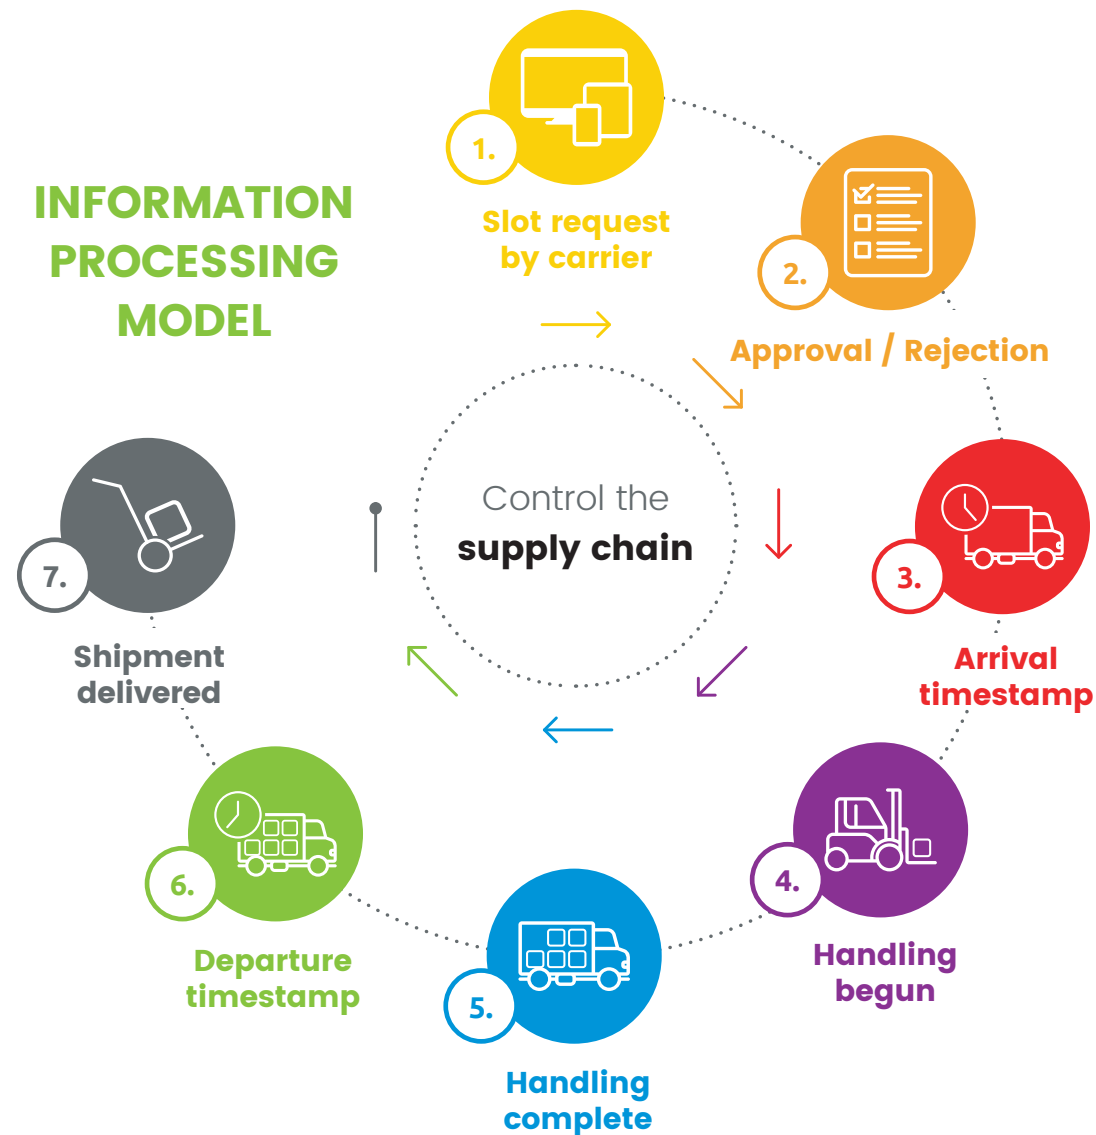 INFORMATION
PROCESSING
MODEL
1.
Slot request
by carrier
2.
Approval / Rejection
3.
Arrival
timestamp
4.
Handling
begun
5.
Handling
complete
6.
Departure
timestamp
7.
Shipment
delivered
Control the
supply chain